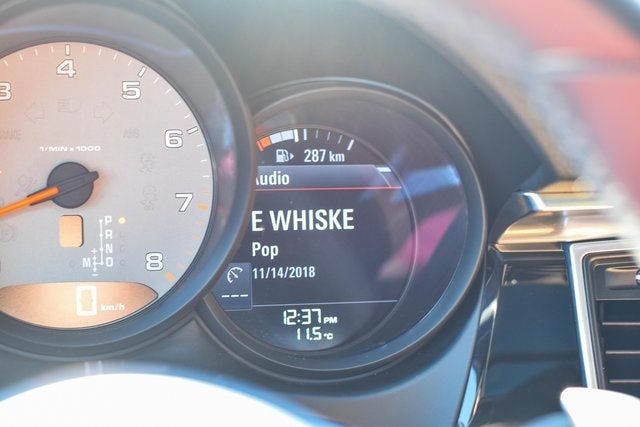 3 4 5 6 7 8
1/MIN x 1000
P
R
N
M D
+
-
0 km/h
287 km
Audio
E WHISKE
Pop
11/14/2018
---
12:37 PM
11.5 °C